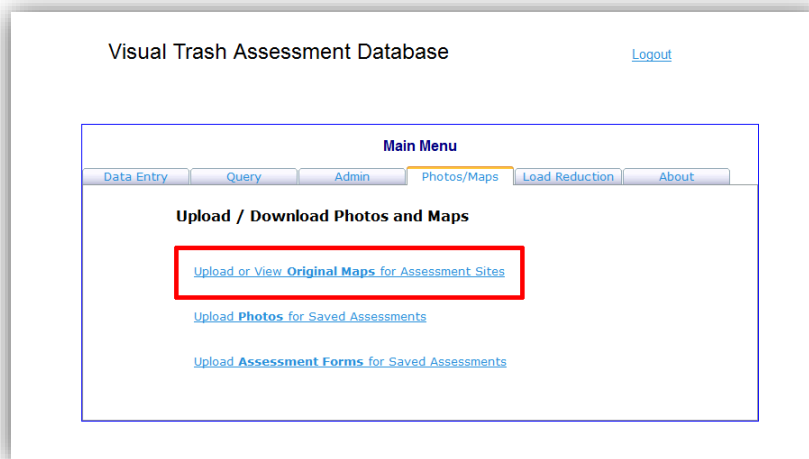 Visual Trash Assessment Database
Logout
Main Menu
Data Entry Query Admin Photos/Maps Load Reduction About
Upload / Download Photos and Maps
Upload or View Original Maps for Assessment Sites
Upload Photos for Saved Assessments
Upload Assessment Forms for Saved Assessments